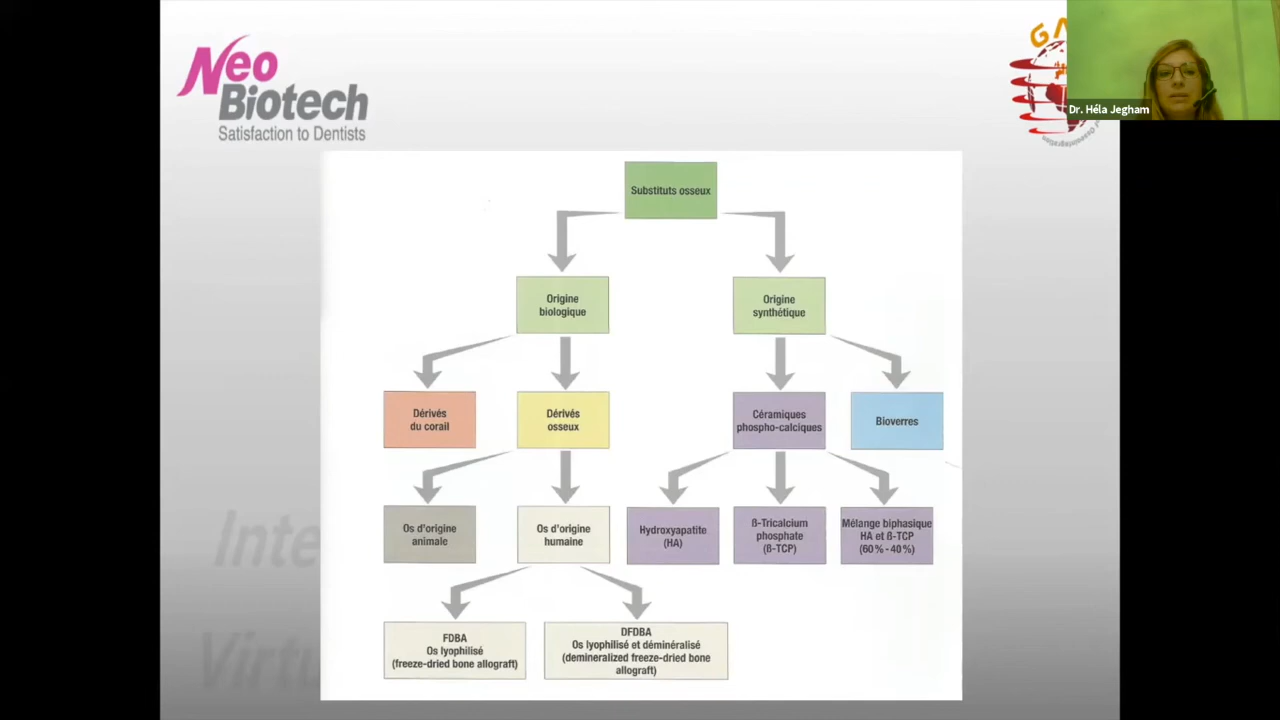 Neo
Biotech
Satisfaction to Dentists
Dr. Héla Jegham
Substituts osseux
Origine
biologique
Origine
synthétique
Dérivés
du corail
Dérivés
osseux
Céramiques
phospho-calciques
Bioverres
Os d'origine
animale
Os d'origine
humaine
Hydroxyapatite
(HA)
ß-Tricalcium
phosphate
(ß-TCP)
Mélange biphasique
HA et ß-TCP
(60 % - 40 %)
FDBA
Os lyophilisé
(freeze-dried bone allograft)
DFDBA
Os lyophilisé et déminéralisé
(demineralized freeze-dried bone
allograft)